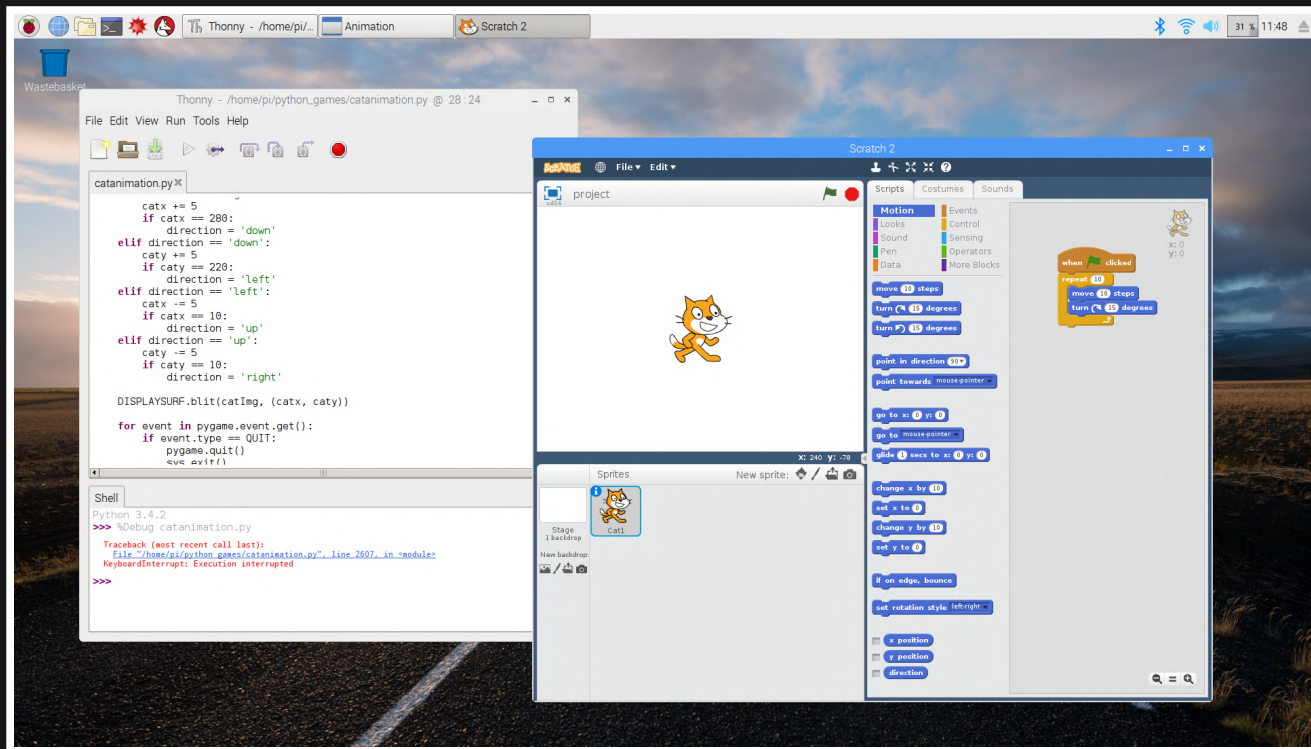 Thonny - /home/pi/... Animation Scratch 2 31 % 11:48
Wastebasket
Thonny - /home/pi/python_games/catanimation.py @ 28 : 24
File Edit View Run Tools Help
catanimation.py
catx += 5
if catx == 280:
direction = 'down'
elif direction == 'down':
caty += 5
if caty == 220:
direction = 'left'
elif direction == 'left':
catx -= 5
if catx == 10:
direction = 'up'
elif direction == 'up':
caty -= 5
if caty == 10:
direction = 'right'
DISPLAYSURF.blit(catImg, (catx, caty))
for event in pygame.event.get():
if event.type == QUIT:
pygame.quit()
sys.exit()
Shell
Python 3.4.2
>>> %Debug catanimation.py
Traceback (most recent call last):
File "/home/pi/python_games/catanimation.py", line 2607, in <module>
KeyboardInterrupt: Execution interrupted
>>>
Scratch 2
SCRATCH File Edit
project
v456
X: 240 y: -78
Sprites New sprite:
Stage
1 backdrop
New backdrop:
Cat1
Scripts Costumes Sounds
Motion Events
Looks Control
Sound Sensing
Pen Operators
Data More Blocks
move 10 steps
turn 15 degrees
turn 15 degrees
point in direction 90
point towards mouse-pointer
go to x: 0 y: 0
go to mouse-pointer
glide 1 secs to x: 0 y: 0
change x by 10
set x to 0
change y by 10
set y to 0
if on edge, bounce
set rotation style left-right
x position
y position
direction
x: 0
y: 0
when clicked
repeat 10
move 10 steps
turn 15 degrees